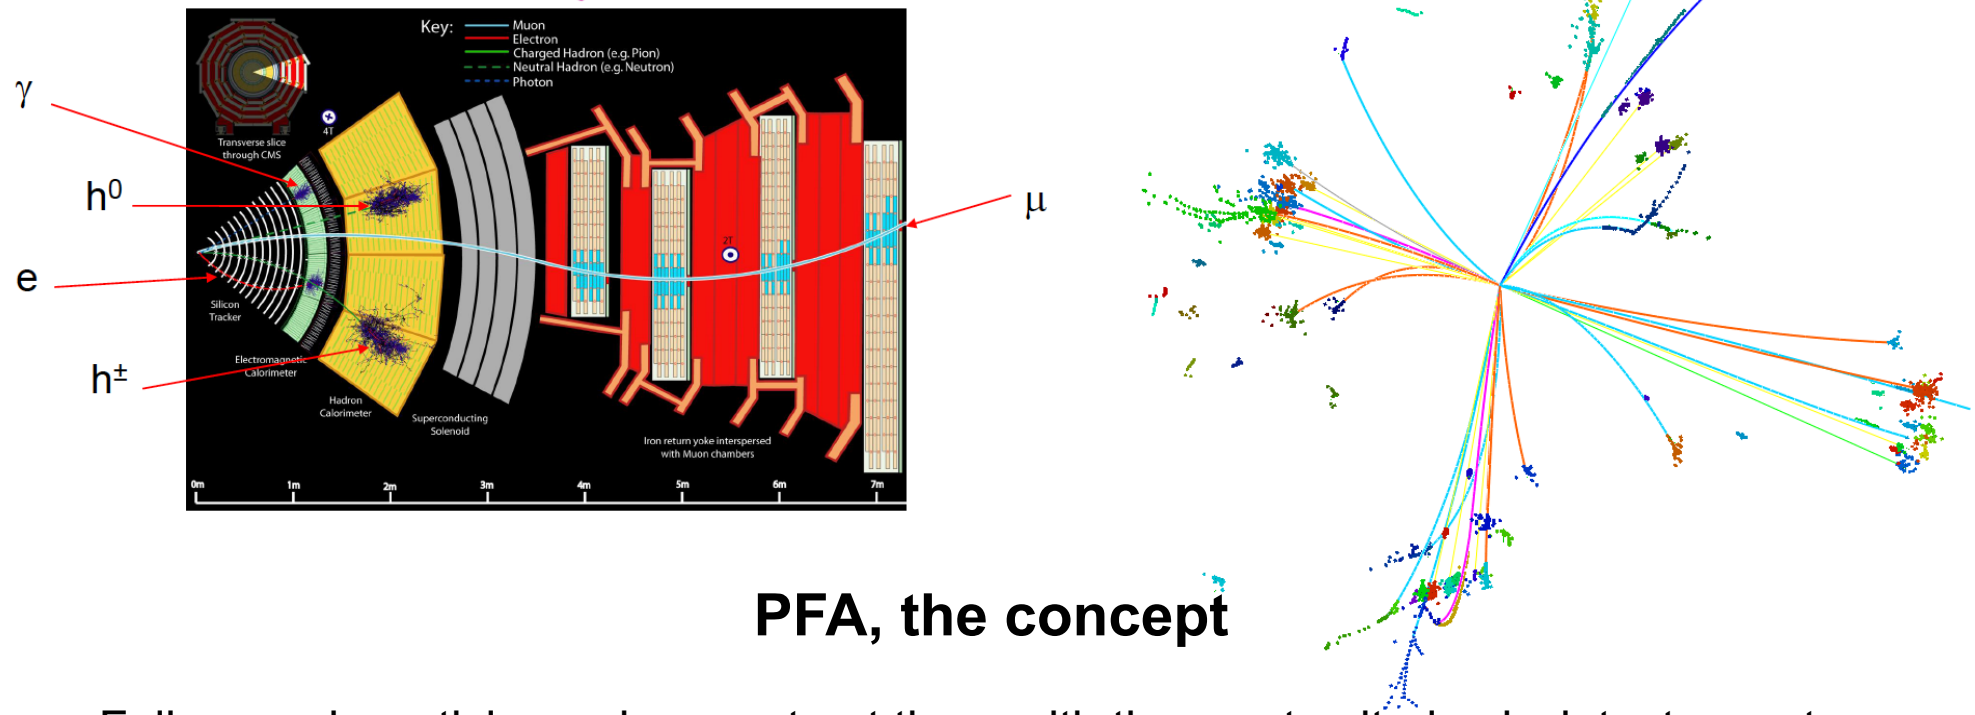 Key:
Muon
Electron
Charged Hadron (e.g. Pion)
Neutral Hadron (e.g. Neutron)
Photon
γ
4T
Transverse slice
through CMS
h⁰
μ
2T
e
Silicon
Tracker
Electromagnetic
Calorimeter
h±
Hadron
Calorimeter
Superconducting
Solenoid
Iron return yoke interspersed
with Muon chambers
0m 1m 2m 3m 4m 5m 6m 7m
PFA, the concept